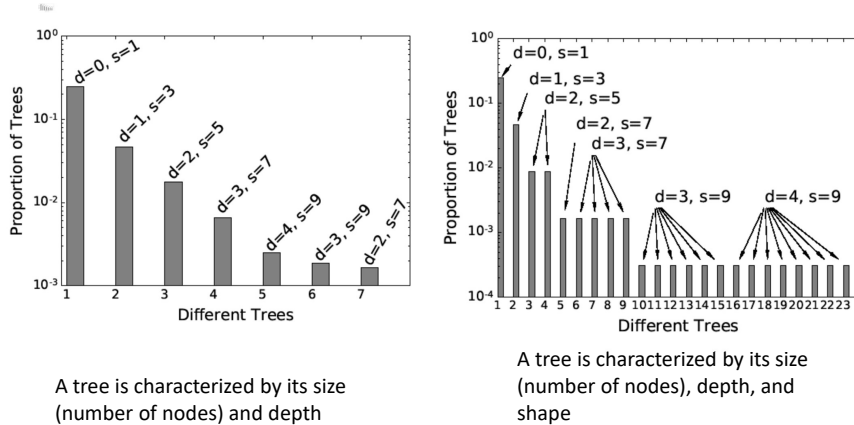 10⁰
10⁻¹
10⁻²
10⁻³
Proportion of Trees
d=0, s=1
d=1, s=3
d=2, s=5
d=3, s=7
d=4, s=9
d=3, s=9
d=2, s=7
1 2 3 4 5 6 7
Different Trees
A tree is characterized by its size
(number of nodes) and depth
10⁰
10⁻¹
10⁻²
10⁻³
10⁻⁴
Proportion of Trees
d=0, s=1
d=1, s=3
d=2, s=5
d=2, s=7
d=3, s=7
d=3, s=9
d=4, s=9
1 2 3 4 5 6 7 8 9 10 11 12 13 14 15 16 17 18 19 20 21 22 23
Different Trees
A tree is characterized by its size
(number of nodes), depth, and
shape